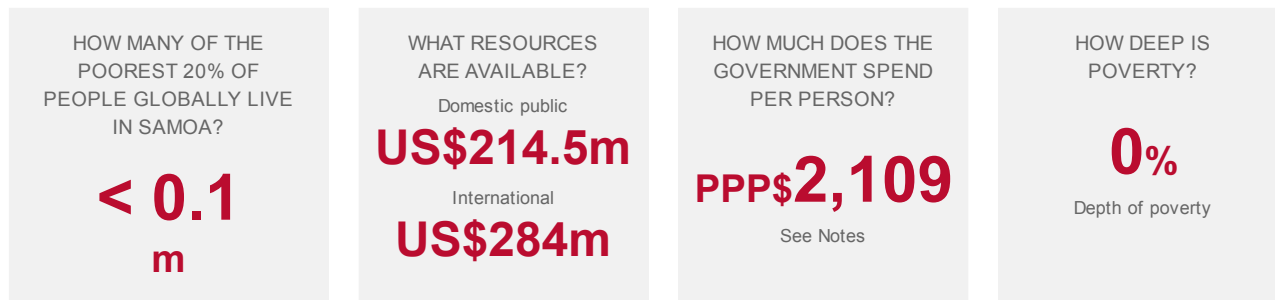 HOW MANY OF THE
POOREST 20% OF
PEOPLE GLOBALLY LIVE
IN SAMOA?
< 0.1
m
WHAT RESOURCES
ARE AVAILABLE?
Domestic public
US$214.5m
International
US$284m
HOW MUCH DOES THE
GOVERNMENT SPEND
PER PERSON?
PPP$2,109
See Notes
HOW DEEP IS
POVERTY?
0%
Depth of poverty